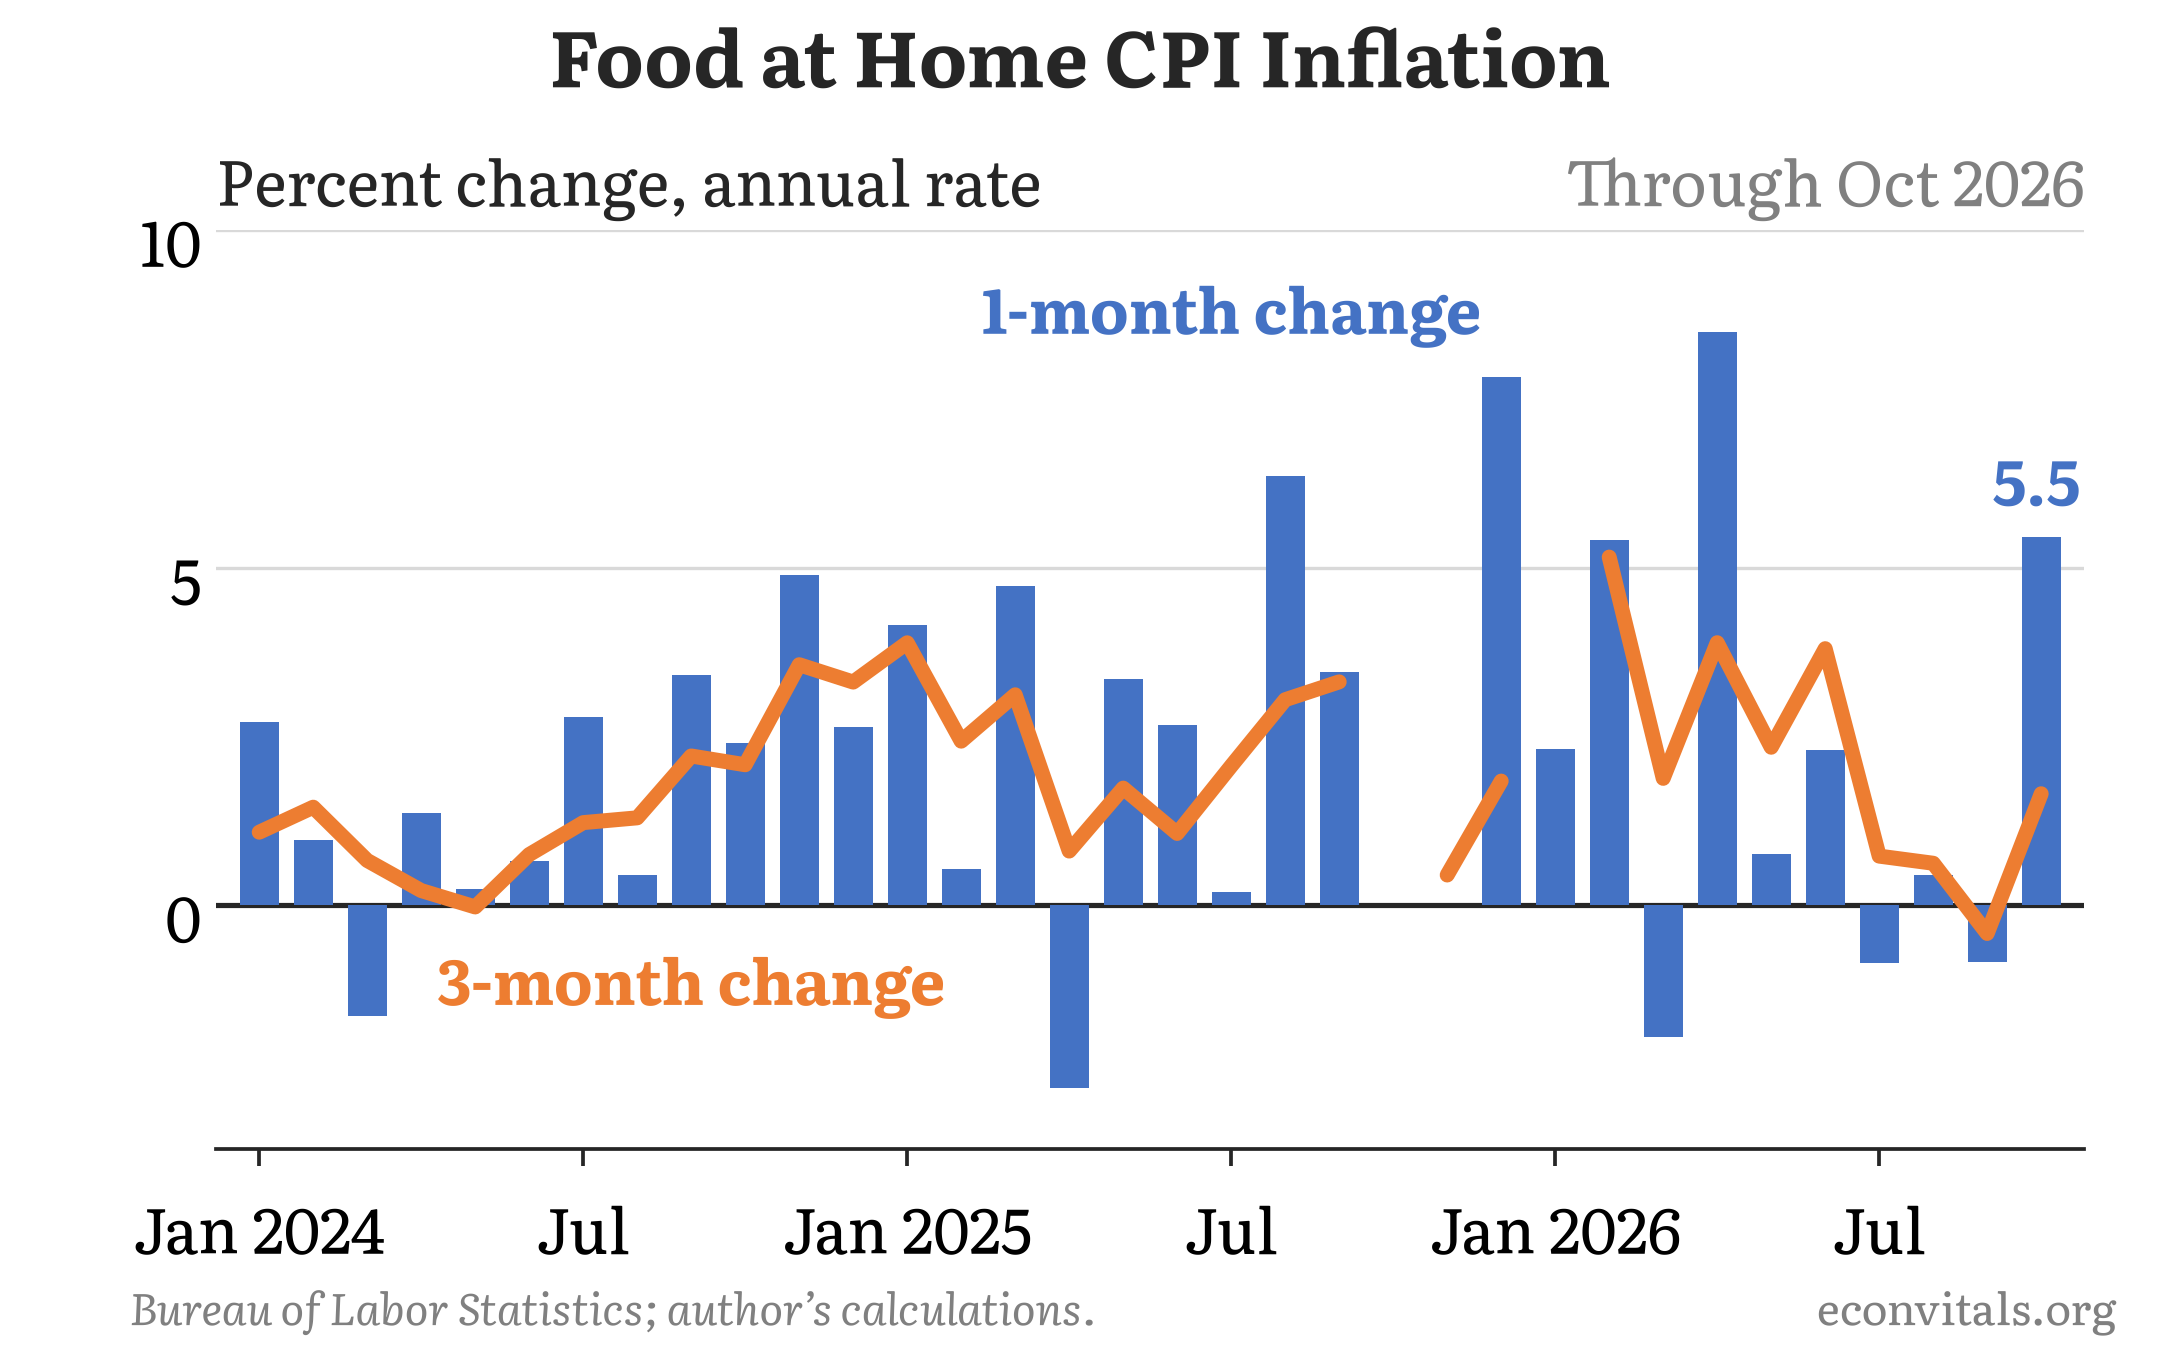 Food at Home CPI Inflation
Percent change, annual rate
Through Oct 2026
10
1-month change
5.5
5
0
3-month change
Jan 2024 Jul Jan 2025 Jul Jan 2026 Jul
Bureau of Labor Statistics; author’s calculations.
econvitals.org